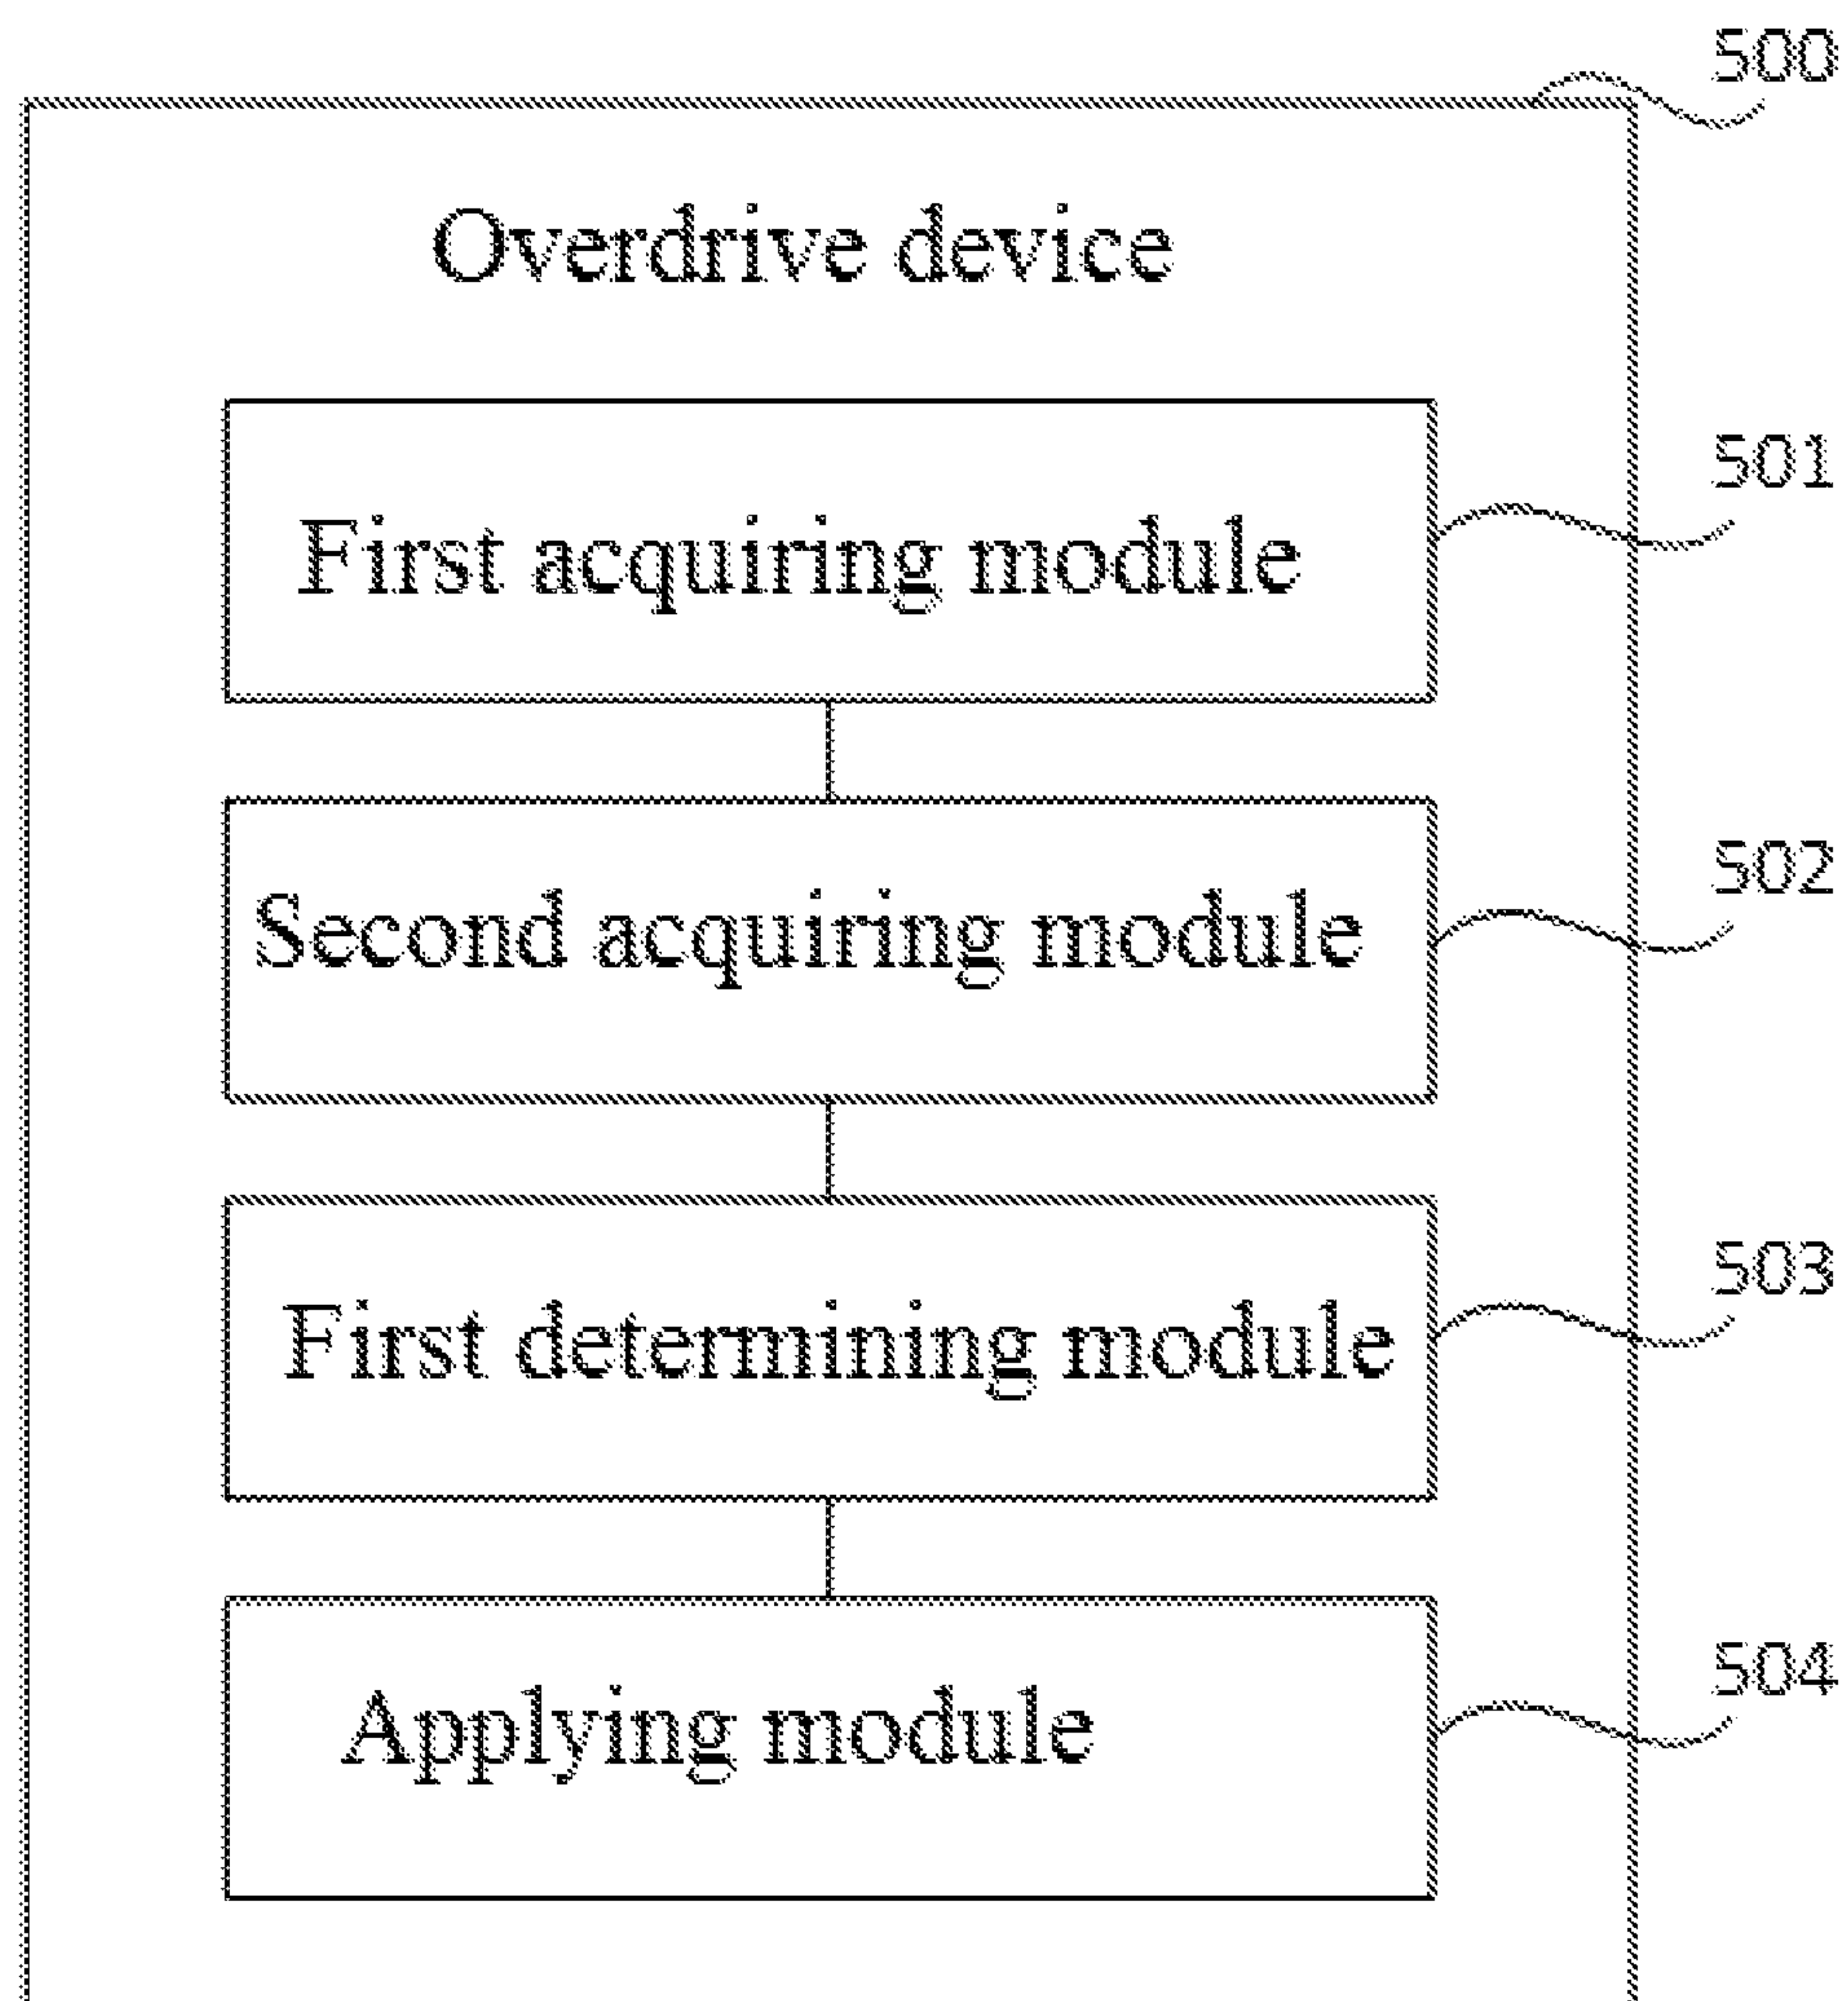 500
Overdrive device
501
First acquiring module
502
Second acquiring module
503
First determining module
504
Applying module